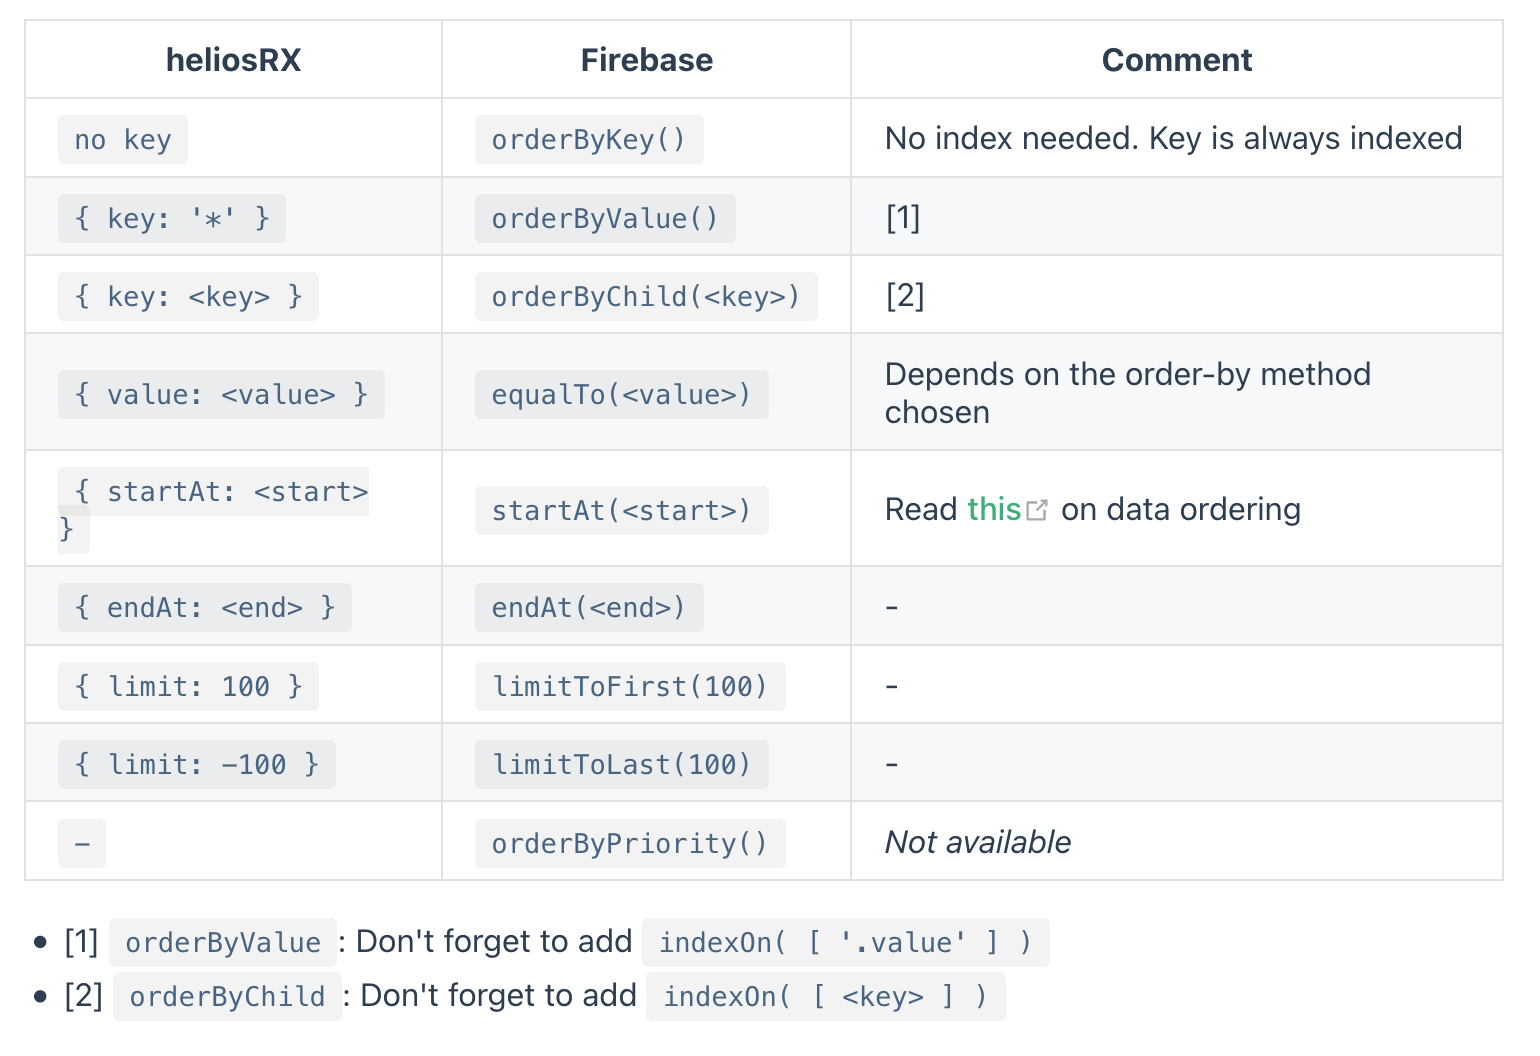 heliosRX Firebase Comment
no key orderByKey() No index needed. Key is always indexed
{ key: '*' } orderByValue() [1]
{ key: <key> } orderByChild(<key>) [2]
{ value: <value> } equalTo(<value>) Depends on the order-by method
chosen
{ startAt: <start>
} startAt(<start>) Read this on data ordering
{ endAt: <end> } endAt(<end>) -
{ limit: 100 } limitToFirst(100) -
{ limit: -100 } limitToLast(100) -
- orderByPriority() Not available
• [1] orderByValue : Don't forget to add indexOn( [ '.value' ] )
• [2] orderByChild : Don't forget to add indexOn( [ <key> ] )